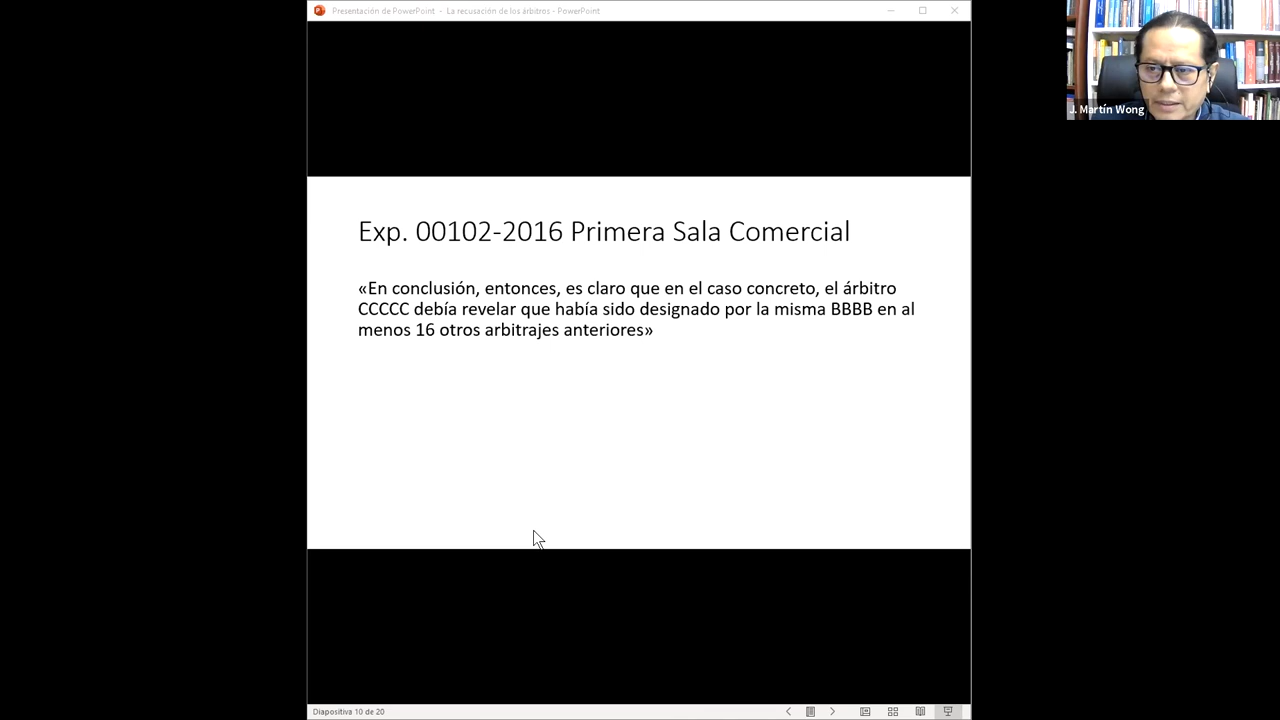 Presentación de PowerPoint - La recusación de los árbitros - PowerPoint
J. Martín Wong
Exp. 00102-2016 Primera Sala Comercial
«En conclusión, entonces, es claro que en el caso concreto, el árbitro
CCCCC debía revelar que había sido designado por la misma BBBB en al
menos 16 otros arbitrajes anteriores»
Diapositiva 10 de 20